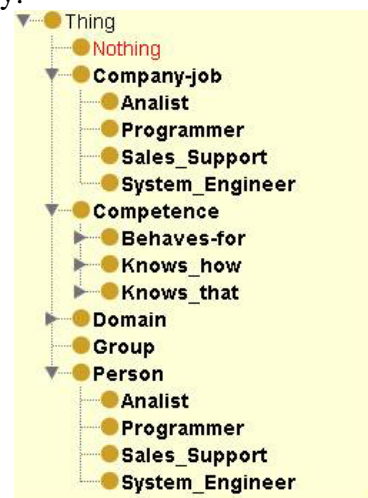 y.
Thing
Nothing
Company-job
Analist
Programmer
Sales_Support
System_Engineer
Competence
Behaves-for
Knows_how
Knows_that
Domain
Group
Person
Analist
Programmer
Sales_Support
System_Engineer